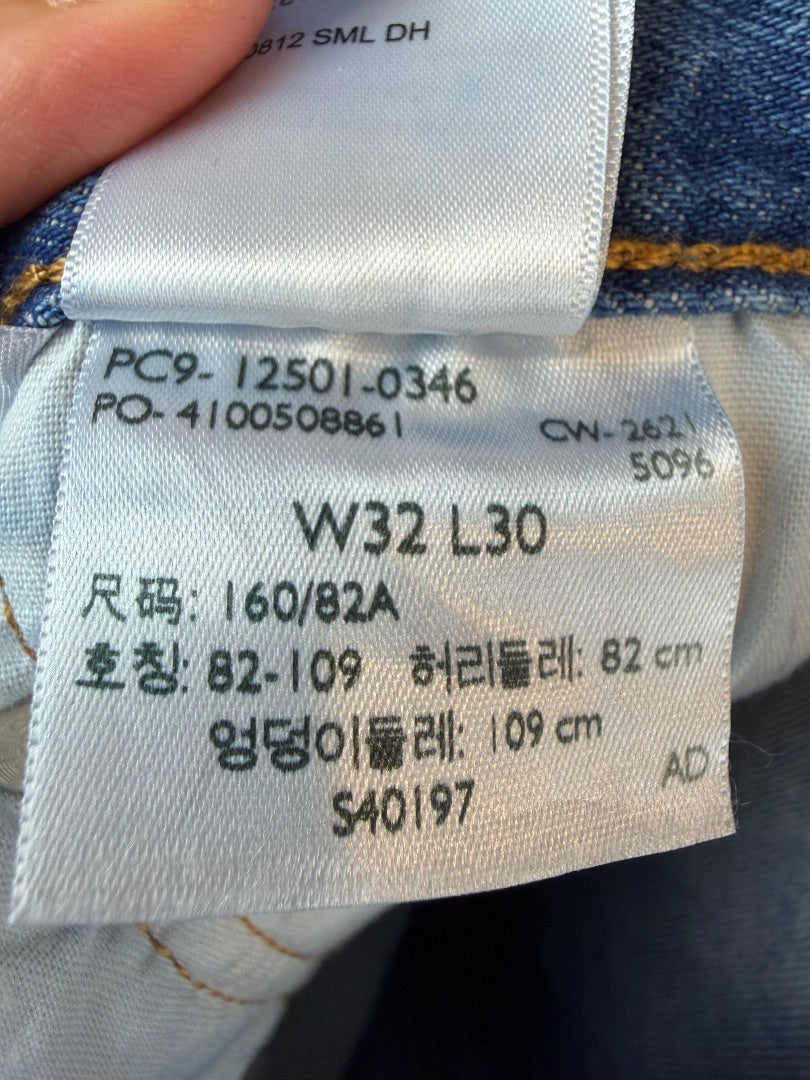 0812 SML DH
PC9- 12501-0346
PO- 4100508861
CW- 2621
5096
W32 L30
尺码: 160/82A
호칭: 82-109 허리둘레: 82 cm
엉덩이둘레: 109 cm
AD
S40197